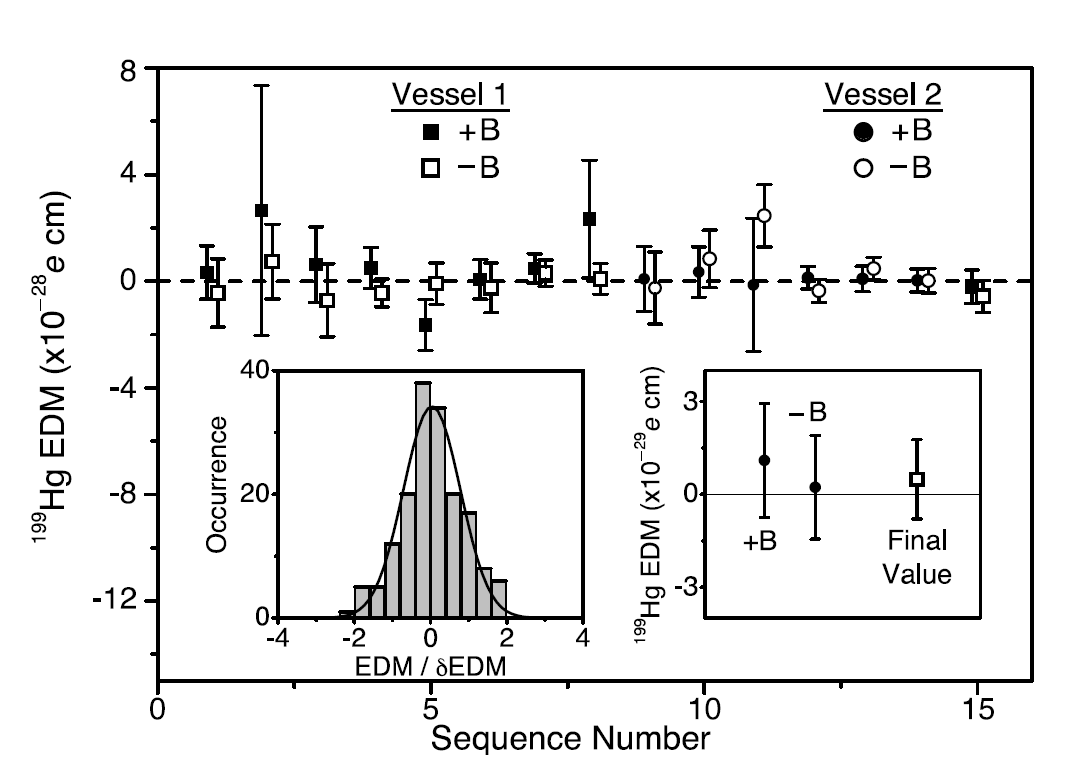 8
4
0
-4
-8
-12
¹⁹⁹Hg EDM (x10⁻²⁸e cm)
Vessel 1
+B
−B
Vessel 2
+B
−B
40
20
0
Occurrence
-4 -2 0 2 4
EDM / δEDM
3
0
-3
¹⁹⁹Hg EDM (x10⁻²⁹e cm)
−B
+B
Final
Value
0 5 10 15
Sequence Number